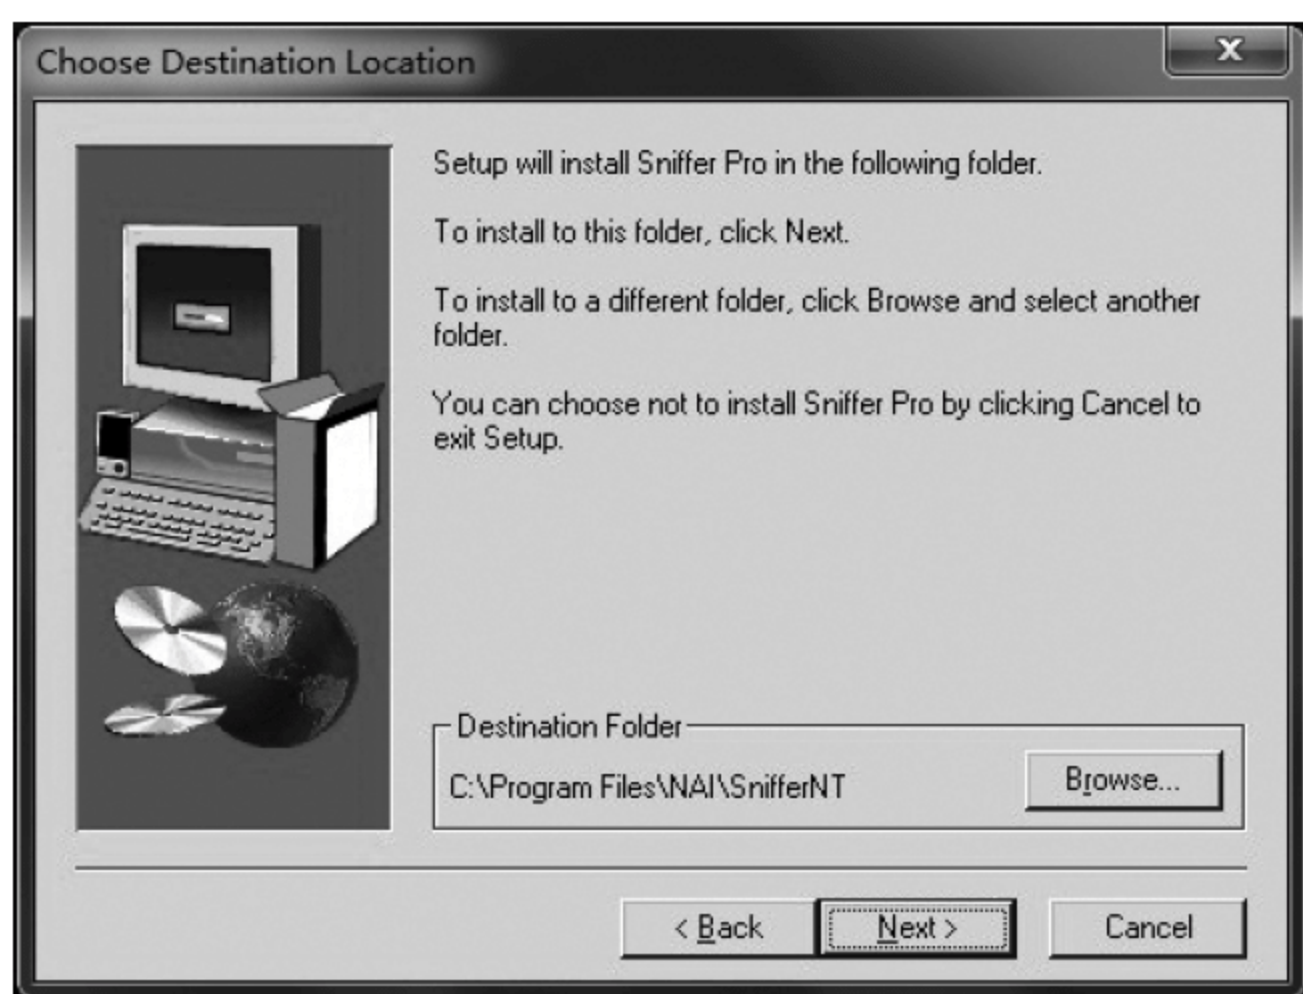 Choose Destination Location
X
Setup will install Sniffer Pro in the following folder.
To install to this folder, click Next.
To install to a different folder, click Browse and select another
folder.
You can choose not to install Sniffer Pro by clicking Cancel to
exit Setup.
Destination Folder
C:\Program Files\NAI\SnifferNT
Browse...
< Back
Next >
Cancel